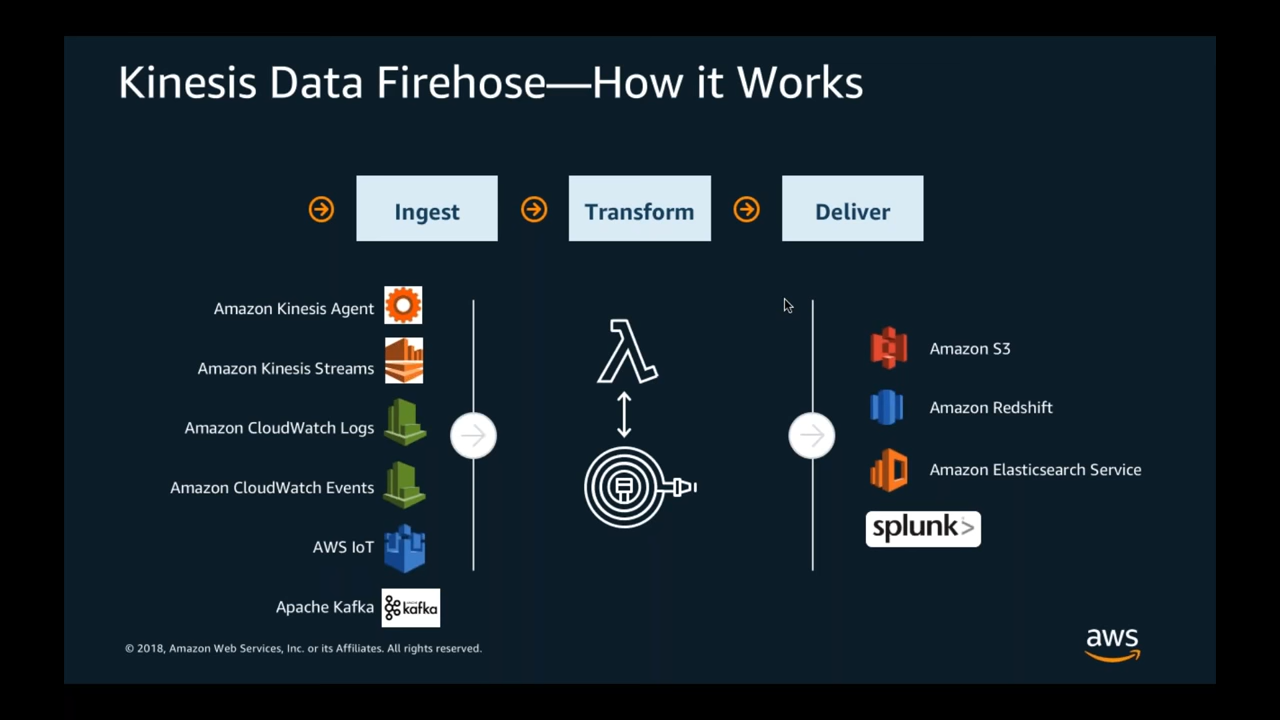 Kinesis Data Firehose—How it Works
Ingest
Transform
Deliver
Amazon Kinesis Agent
Amazon Kinesis Streams
Amazon CloudWatch Logs
Amazon CloudWatch Events
AWS IoT
Apache Kafka
kafka
Amazon S3
Amazon Redshift
Amazon Elasticsearch Service
splunk>
© 2018, Amazon Web Services, Inc. or its Affiliates. All rights reserved.
aws